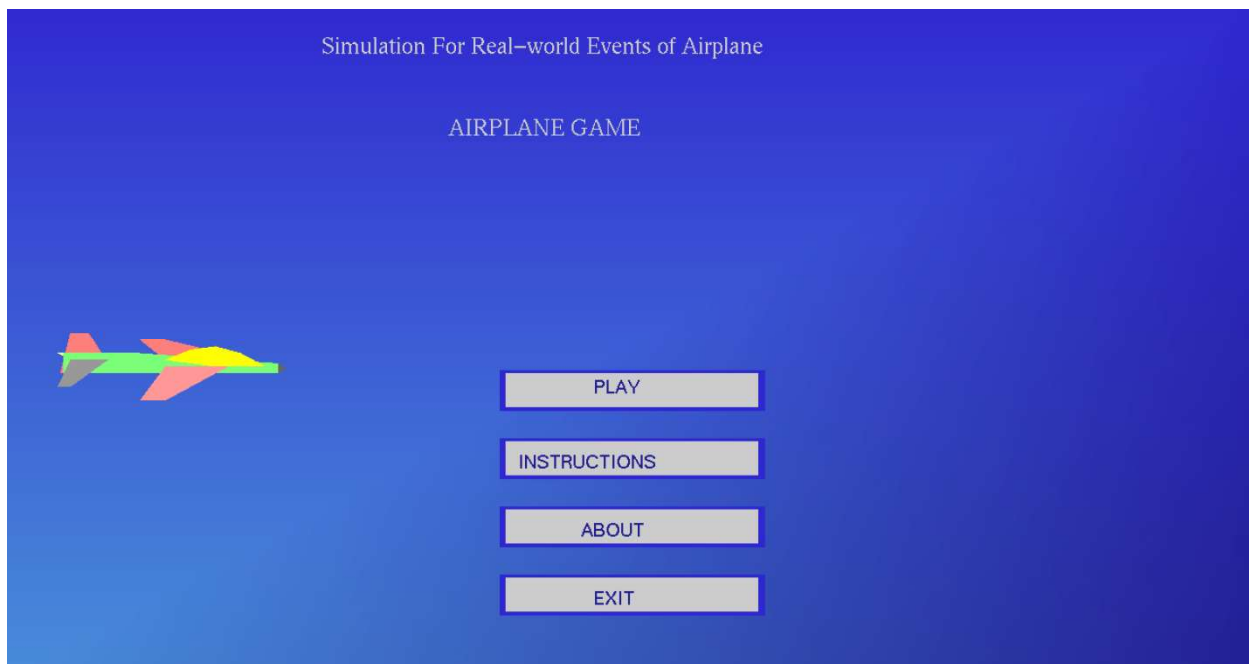 Simulation For Real-world Events of Airplane
AIRPLANE GAME
PLAY
INSTRUCTIONS
ABOUT
EXIT